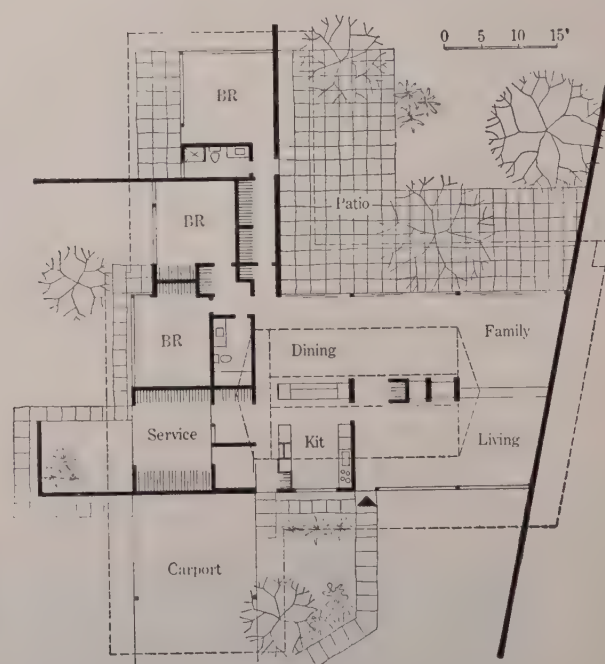 0 5 10 15'
BR
BR
Patio
BR
Dining
Family
Service
Kit
Living
Carport